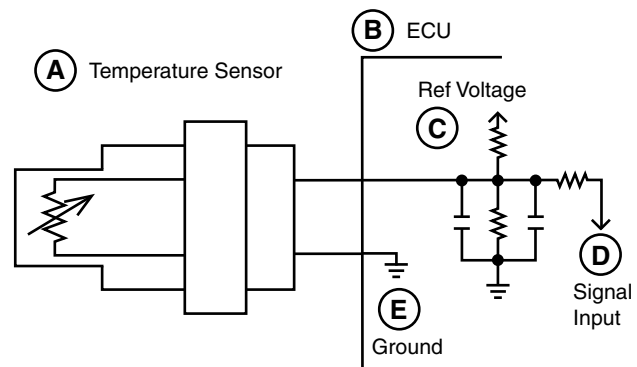 B ECU
A Temperature Sensor
Ref Voltage
C
D
Signal
Input
E
Ground